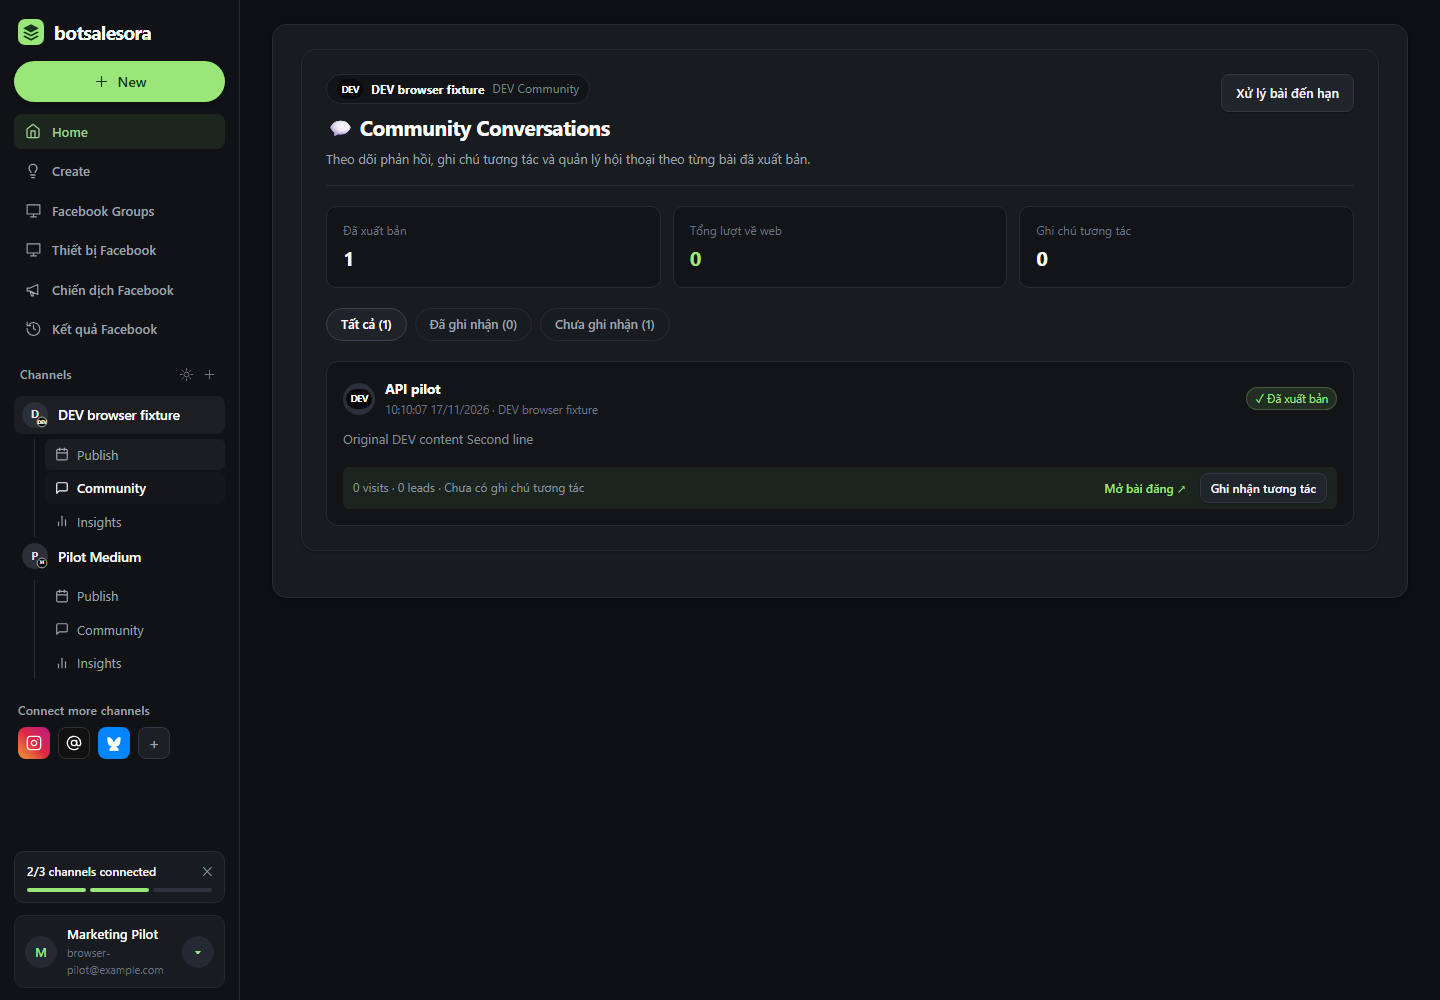 botsalesora
+ New
Home
Create
Facebook Groups
Thiết bị Facebook
Chiến dịch Facebook
Kết quả Facebook
Channels
D DEV DEV browser fixture
Publish
Community
Insights
P M Pilot Medium
Publish
Community
Insights
Connect more channels
+
2/3 channels connected
M
Marketing Pilot
browser-
pilot@example.com
DEV DEV browser fixture DEV Community
Xử lý bài đến hạn
Community Conversations
Theo dõi phản hồi, ghi chú tương tác và quản lý hội thoại theo từng bài đã xuất bản.
Đã xuất bản
1
Tổng lượt về web
0
Ghi chú tương tác
0
Tất cả (1)
Đã ghi nhận (0)
Chưa ghi nhận (1)
DEV
API pilot
10:10:07 17/11/2026 · DEV browser fixture
✓ Đã xuất bản
Original DEV content Second line
0 visits · 0 leads · Chưa có ghi chú tương tác
Mở bài đăng ↗
Ghi nhận tương tác